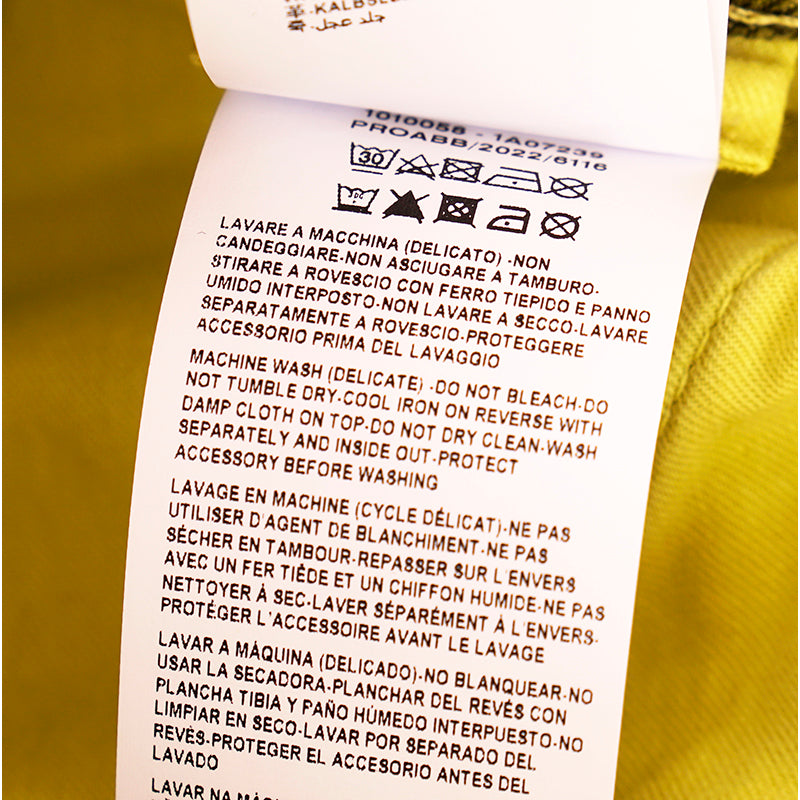 جلد عجل
1010058 - 1A07239
PROABB/2022/6116
30
DC
LAVARE A MACCHINA (DELICATO) -NON
CANDEGGIARE-NON ASCIUGARE A TAMBURO-
STIRARE A ROVESCIO CON FERRO TIEPIDO E PANNO
UMIDO INTERPOSTO-NON LAVARE A SECCO-LAVARE
SEPARATAMENTE A ROVESCIO-PROTEGGERE
ACCESSORIO PRIMA DEL LAVAGGIO
MACHINE WASH (DELICATE) -DO NOT BLEACH-DO
NOT TUMBLE DRY-COOL IRON ON REVERSE WITH
DAMP CLOTH ON TOP-DO NOT DRY CLEAN-WASH
SEPARATELY AND INSIDE OUT-PROTECT
ACCESSORY BEFORE WASHING
LAVAGE EN MACHINE (CYCLE DÉLICAT)-NE PAS
UTILISER D'AGENT DE BLANCHIMENT-NE PAS
SÉCHER EN TAMBOUR-REPASSER SUR L'ENVERS
AVEC UN FER TIÈDE ET UN CHIFFON HUMIDE-NE PAS
NETTOYER À SEC-LAVER SÉPARÉMENT À L'ENVERS-
PROTÉGER L'ACCESSOIRE AVANT LE LAVAGE
LAVAR A MÁQUINA (DELICADO)-NO BLANQUEAR-NO
USAR LA SECADORA-PLANCHAR DEL REVÉS CON
PLANCHA TIBIA Y PAÑO HÚMEDO INTERPUESTO-NO
LIMPIAR EN SECO-LAVAR POR SEPARADO DEL
REVÉS-PROTEGER EL ACCESORIO ANTES DEL
LAVADO
LAVAR NA